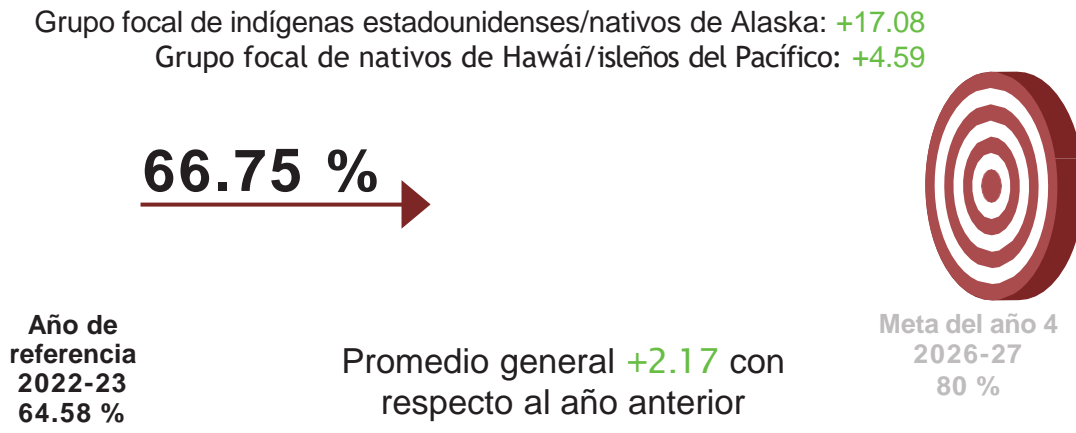 Grupo focal de indígenas estadounidenses/nativos de Alaska: +17.08
Grupo focal de nativos de Hawái/isleños del Pacífico: +4.59
66.75 %
Año de
referencia
2022-23
64.58 %
Promedio general +2.17 con
respecto al año anterior
Meta del año 4
2026-27
80 %